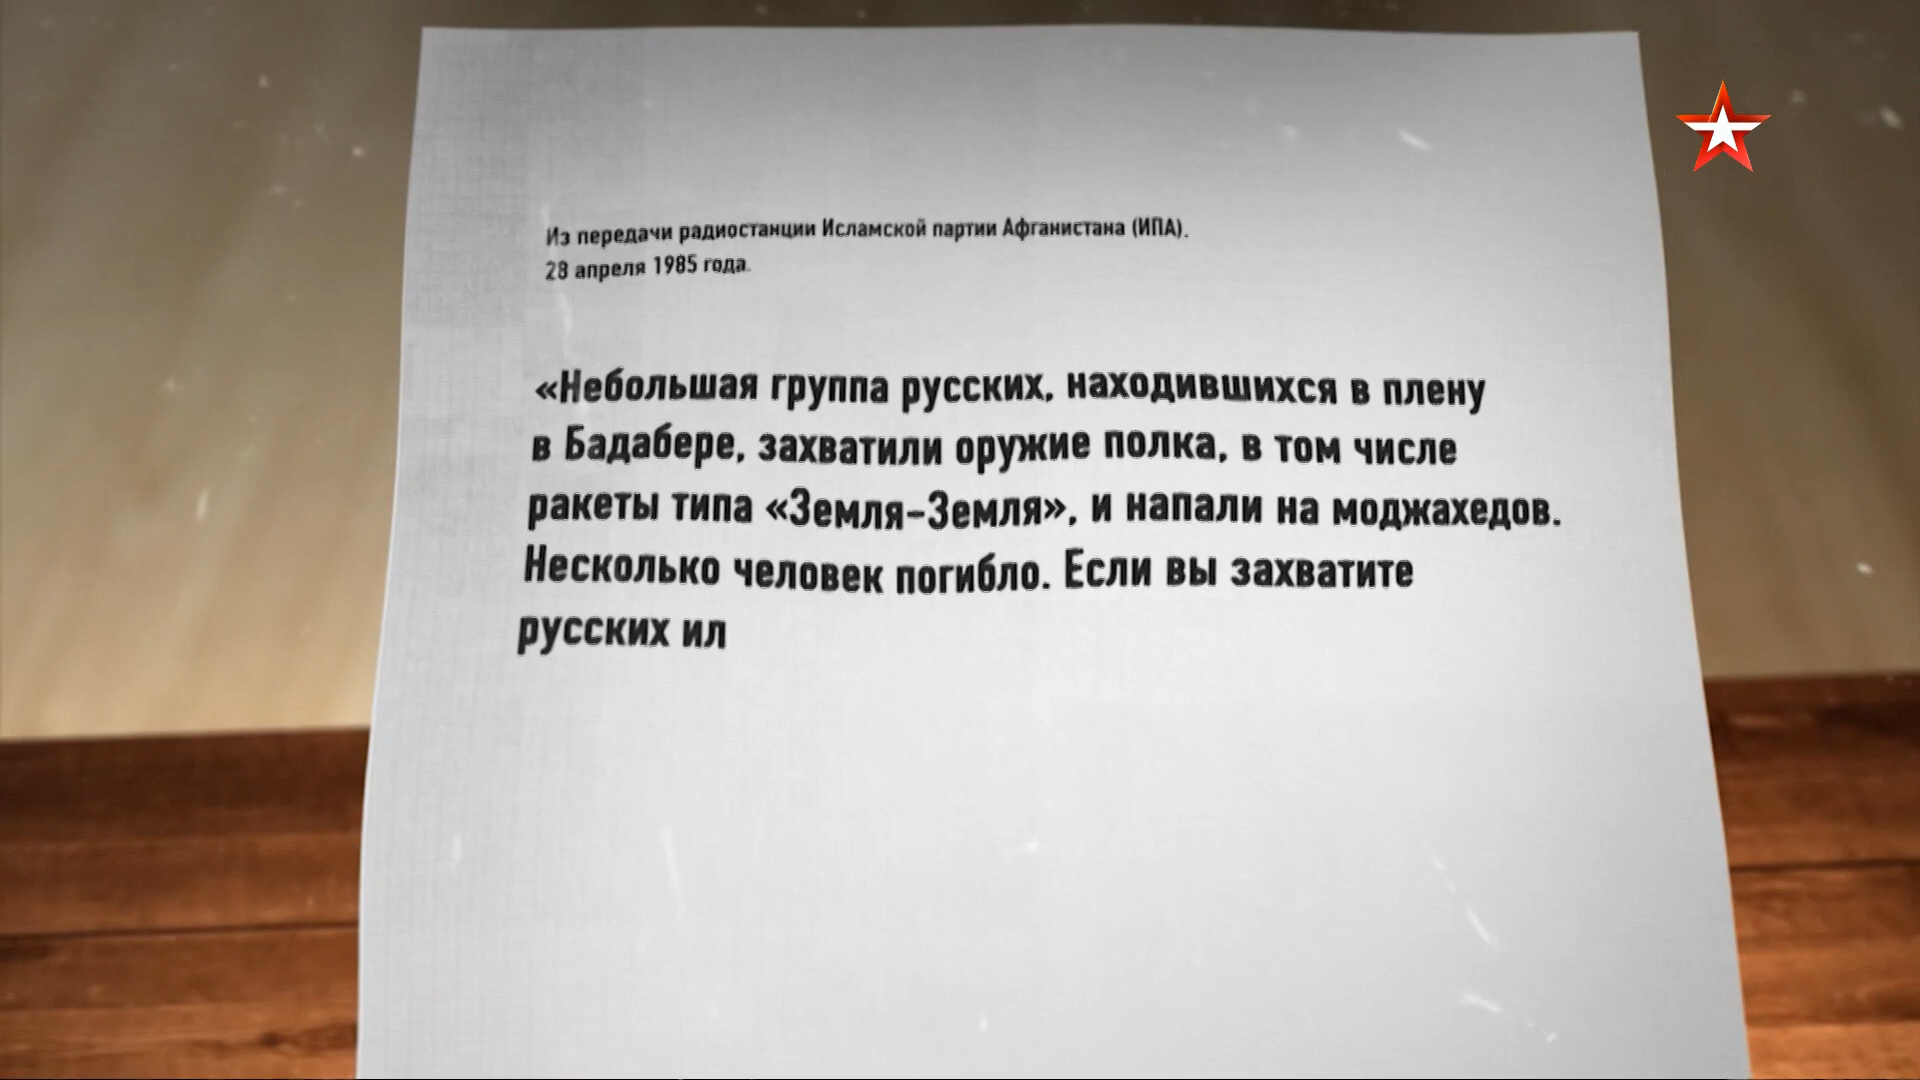 Из передачи радиостанции Исламской партии Афганистана (ИПА).
28 апреля 1985 года.
«Небольшая группа русских, находившихся в плену
в Бадабере, захватили оружие полка, в том числе
ракеты типа «Земля-Земля», и напали на моджахедов.
Несколько человек погибло. Если вы захватите
русских ил